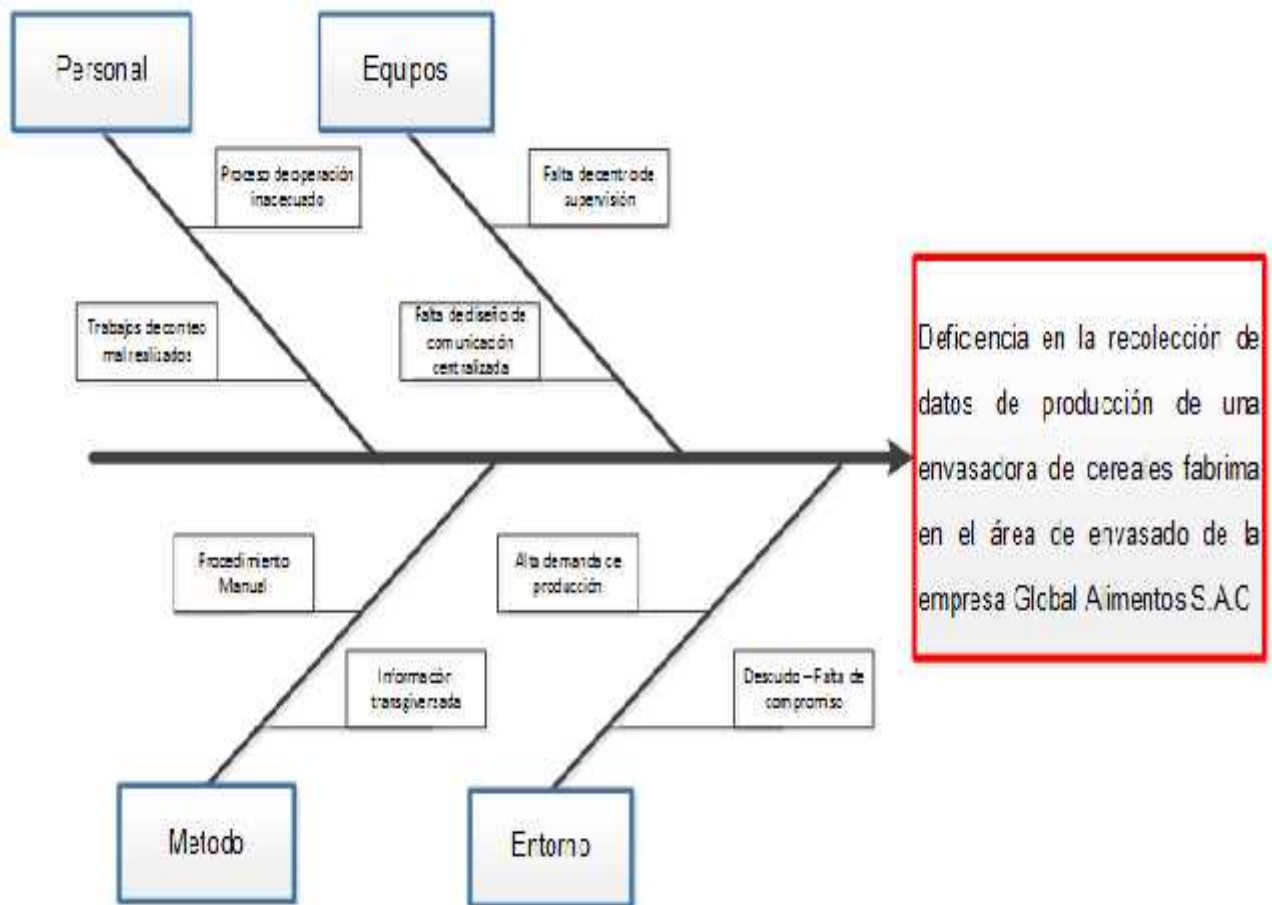 Personal
Equipos
Proceso de operación
inadecuado
Falta de centro de
supervisión
Trabajos de conteo
mal realizados
Falta de diseño de
comunicación
centralizada
Deficencia en la recolección de
datos de producción de una
envasadora de cereales fabrima
en el área de envasado de la
empresa Global Alimentos S.A.C
Procedimiento
Manual
Alta demanda de
producción
Información
transgiversada
Descuido – Falta de
compromiso
Metodo
Entorno